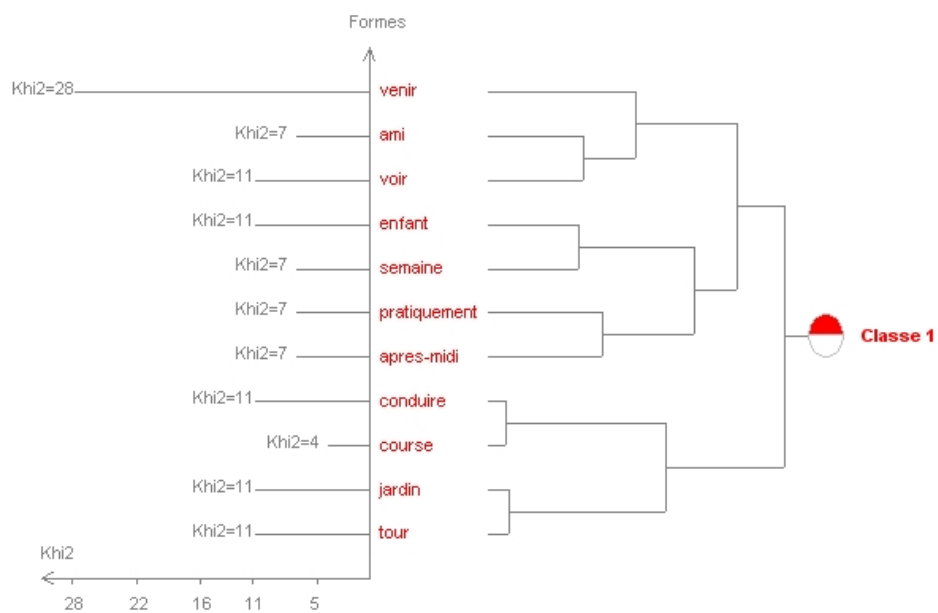 Formes
Khi2=28 venir
Khi2=7 ami
Khi2=11 voir
Khi2=11 enfant
Khi2=7 semaine
Khi2=7 pratiquement
Khi2=7 apres-midi
Classe 1
Khi2=11 conduire
Khi2=4 course
Khi2=11 jardin
Khi2=11 tour
Khi2
28 22 16 11 5